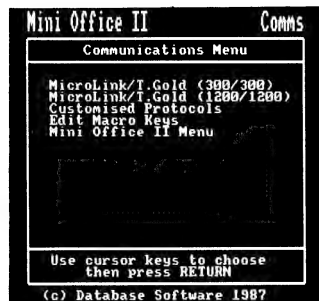 Mini Office II Comms
Communications Menu
MicroLink/T.Gold (300/300)
MicroLink/T.Gold (1200/1200)
Customised Protocols
Edit Macro Keys
Mini Office II Menu
Use cursor keys to choose
then press RETURN
(c) Database Software 1987